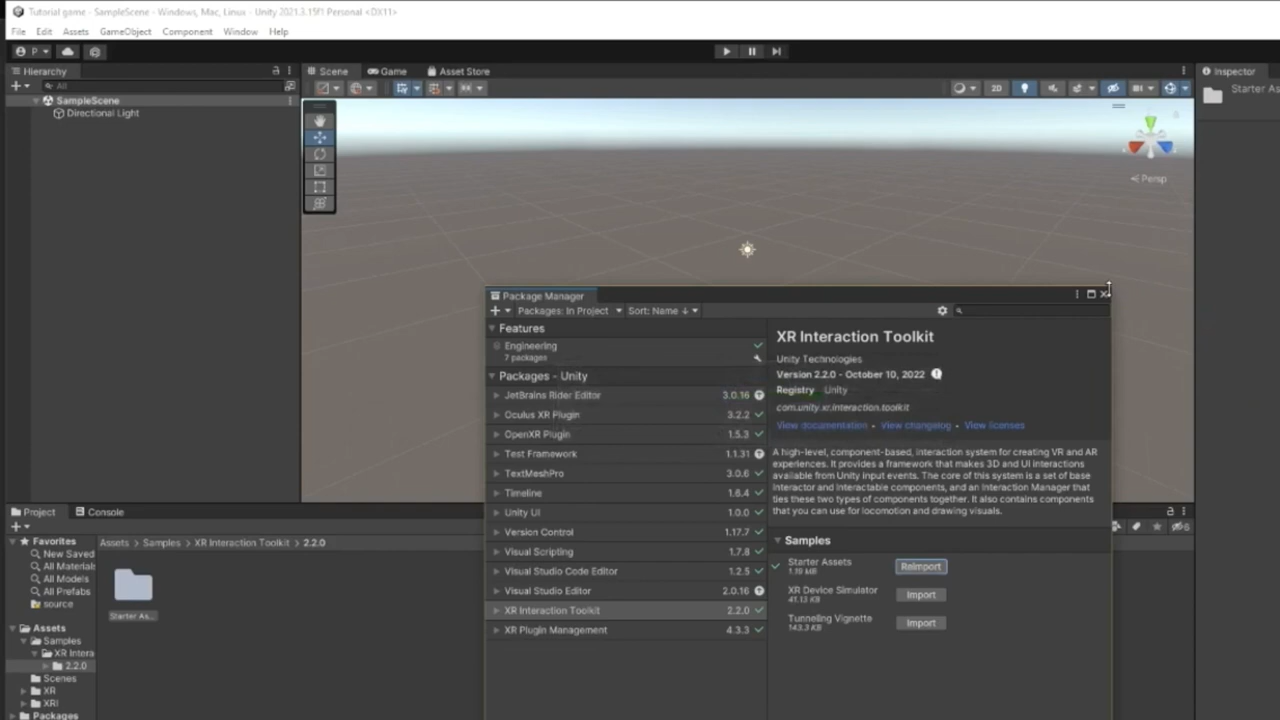 Tutorial game - SampleScene - Windows, Mac, Linux - Unity 2021.3.15f1 Personal <DX11>
File Edit Assets GameObject Component Window Help
P
Hierarchy
All
SampleScene
Directional Light
Scene Game Asset Store
2D
Persp
Inspector
Starter As
Package Manager
Packages: In Project Sort: Name ↓
Features
Engineering
7 packages
Packages - Unity
JetBrains Rider Editor 3.0.16
Oculus XR Plugin 3.2.2
OpenXR Plugin 1.5.3
Test Framework 1.1.31
TextMeshPro 3.0.6
Timeline 1.6.4
Unity UI 1.0.0
Version Control 1.17.7
Visual Scripting 1.7.8
Visual Studio Code Editor 1.2.5
Visual Studio Editor 2.0.16
XR Interaction Toolkit 2.2.0
XR Plugin Management 4.3.3
XR Interaction Toolkit
Unity Technologies
Version 2.2.0 - October 10, 2022
Registry Unity
com.unity.xr.interaction.toolkit
View documentation • View changelog • View licenses
A high-level, component-based, interaction system for creating VR and AR
experiences. It provides a framework that makes 3D and UI interactions
available from Unity input events. The core of this system is a set of base
Interactor and Interactable components, and an Interaction Manager that
ties these two types of components together. It also contains components
that you can use for locomotion and drawing visuals.
Samples
Starter Assets Reimport
1.19 MB
XR Device Simulator Import
41.13 KB
Tunneling Vignette Import
143.3 KB
Project Console
6
Favorites
New Saved
All Material
All Models
All Prefabs
source
Assets
Samples
XR Intera
2.2.0
Scenes
XR
XRI
Packages
Assets > Samples > XR Interaction Toolkit > 2.2.0
Starter As...